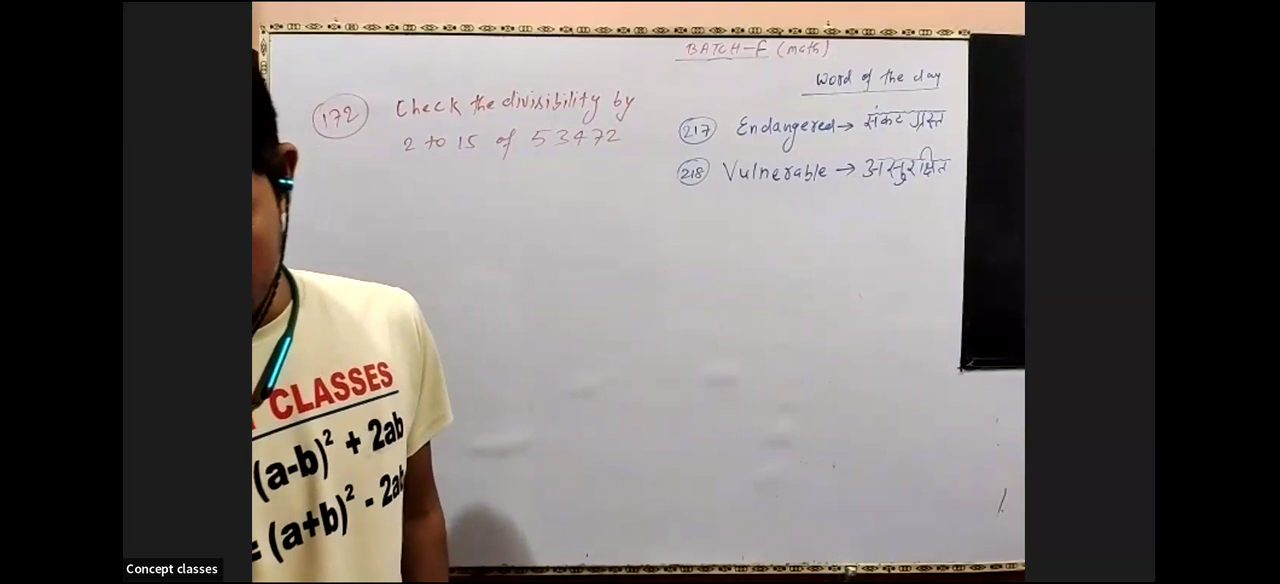 BATCH-F (math)
Word of the day
172 Check the divisibility by
2 to 15 of 53472
217 Endangered → संकट ग्रस्त
218 Vulnerable → असुरक्षित
CLASSES
(a-b)² + 2ab
= (a+b)² - 2ab
Concept classes